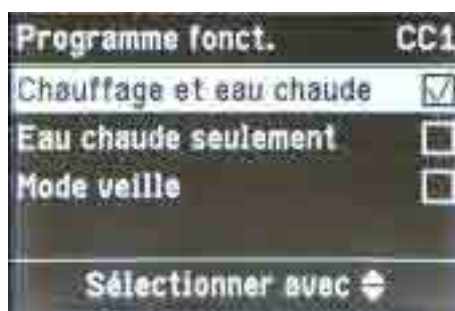 Programme fonct. CC1
Chauffage et eau chaude
Eau chaude seulement
Mode veille
Sélectionner avec